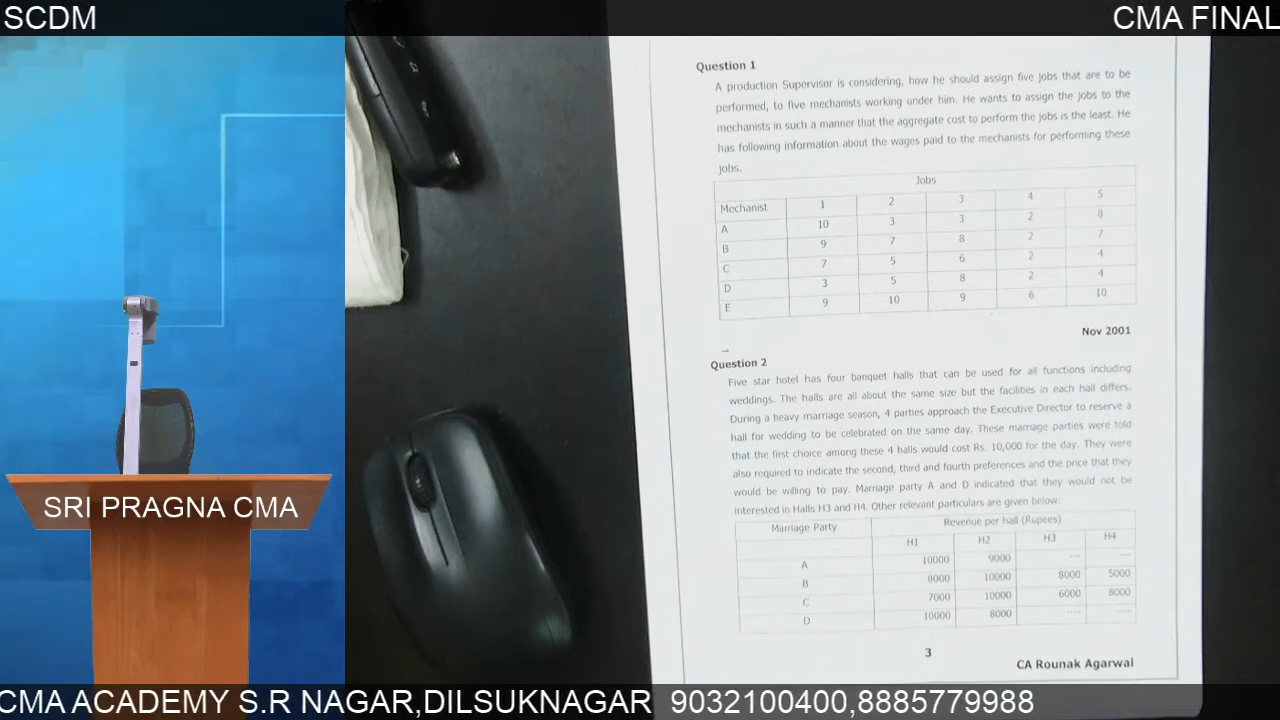 SCDM
CMA FINAL
Question 1
A production Supervisor is considering, how he should assign five jobs that are to be
performed, to five mechanists working under him. He wants to assign the jobs to the
mechanists in such a manner that the aggregate cost to perform the jobs is the least. He
has following information about the wages paid to the mechanists for performing these
jobs.
Jobs
Mechanist 1 2 3 4 5
A 10 3 3 2 8
B 9 7 8 2 7
C 7 5 6 2 4
D 3 5 8 2 4
E 9 10 9 6 10
Nov 2001
Question 2
Five star hotel has four banquet halls that can be used for all functions including
weddings. The halls are all about the same size but the facilities in each hall differs.
During a heavy marriage season, 4 parties approach the Executive Director to reserve a
hall for wedding to be celebrated on the same day. These marriage parties were told
that the first choice among these 4 halls would cost Rs. 10,000 for the day. They were
also required to indicate the second, third and fourth preferences and the price that they
would be willing to pay. Marriage party A and D indicated that they would not be
interested in Halls H3 and H4. Other relevant particulars are given below:
Marriage Party Revenue per hall (Rupees)
H1 H2 H3 H4
A 10000 9000 ---- ----
B 8000 10000 8000 5000
C 7000 10000 6000 8000
D 10000 8000 ---- ----
3
CA Rounak Agarwal
SRI PRAGNA CMA
CMA ACADEMY S.R NAGAR,DILSUKNAGAR 9032100400,8885779988